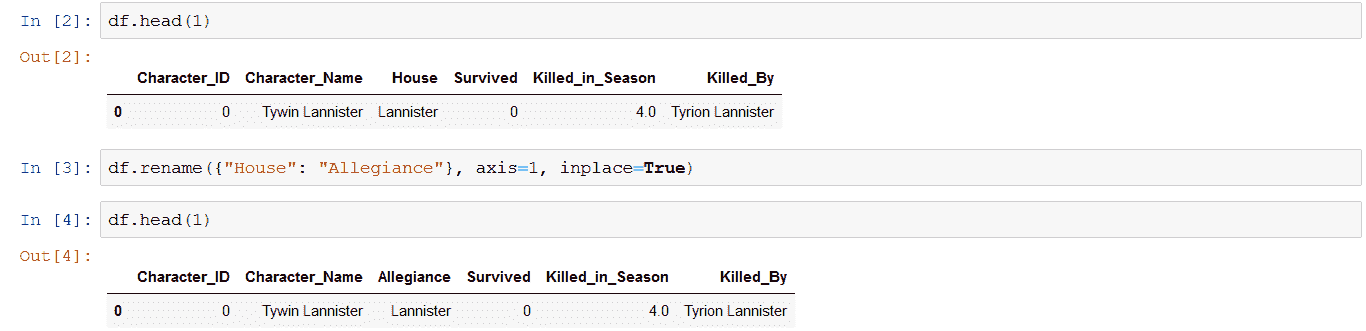 In [2]: df.head(1)
Out[2]:
Character_ID Character_Name House Survived Killed_in_Season Killed_By
0 0 Tywin Lannister Lannister 0 4.0 Tyrion Lannister
In [3]: df.rename({"House": "Allegiance"}, axis=1, inplace=True)
In [4]: df.head(1)
Out[4]:
Character_ID Character_Name Allegiance Survived Killed_in_Season Killed_By
0 0 Tywin Lannister Lannister 0 4.0 Tyrion Lannister